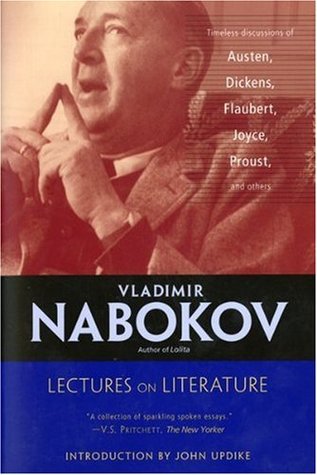 Timeless discussions of
Austen,
Dickens,
Flaubert,
Joyce,
Proust,
and others
VLADIMIR
NABOKOV
Author of Lolita
LECTURES ON LITERATURE
"A collection of sparkling spoken essays."
—V.S. PRITCHETT, The New Yorker
INTRODUCTION BY JOHN UPDIKE